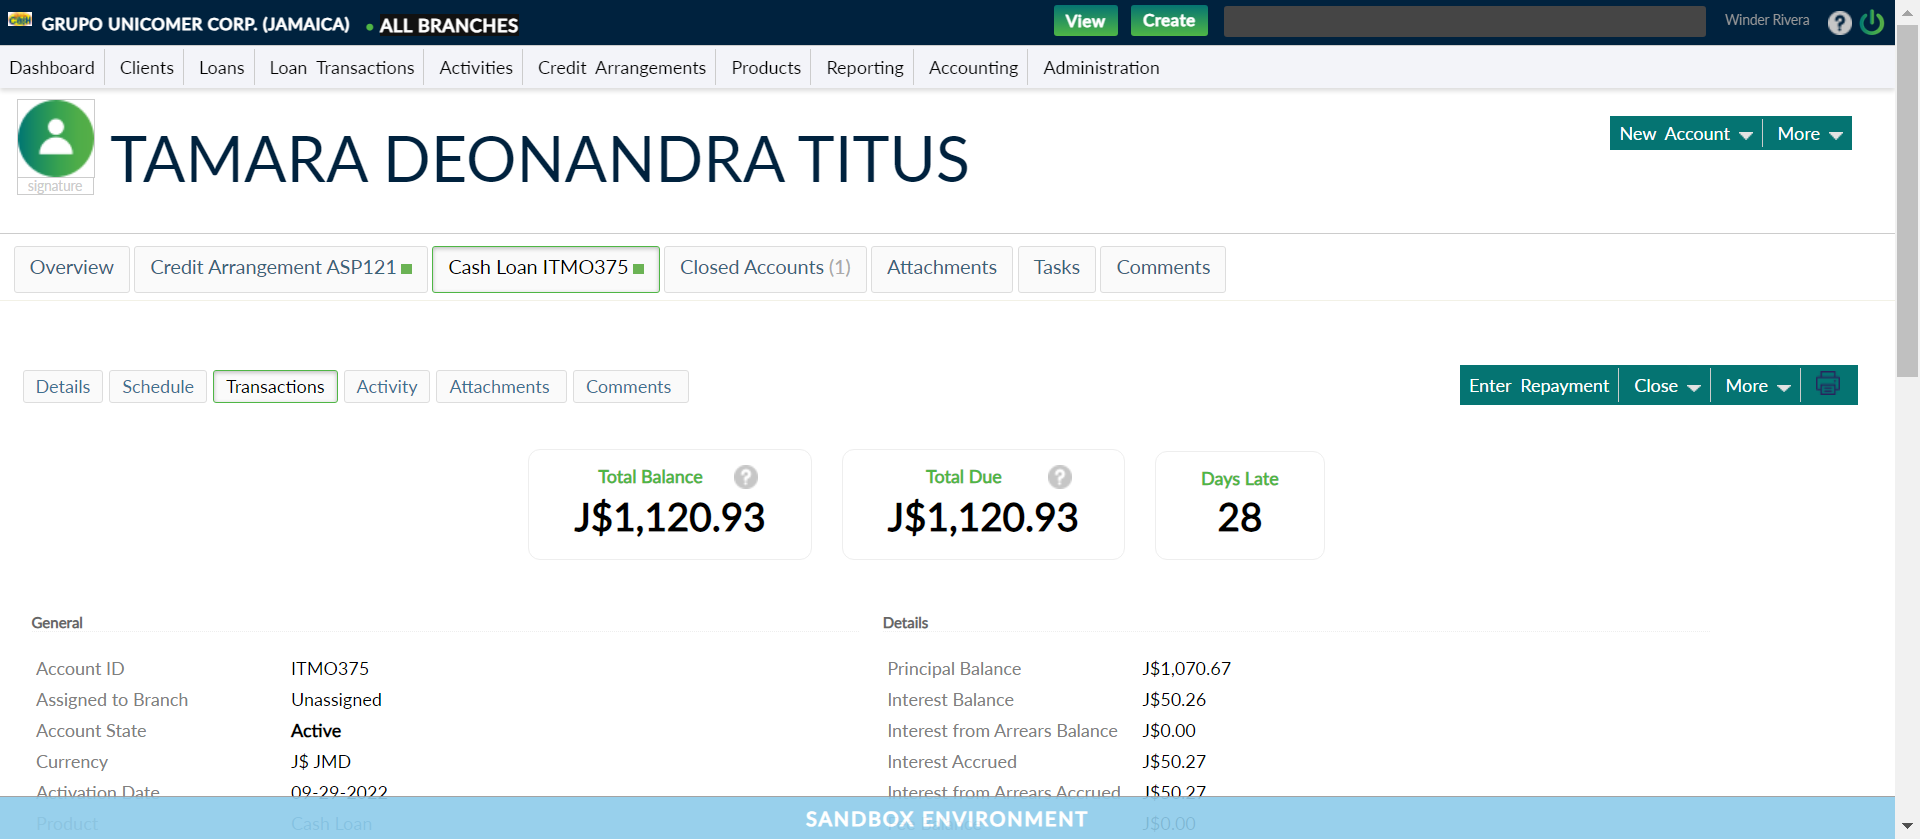 GRUPO UNICOMER CORP. (JAMAICA) • ALL BRANCHES View Create Winder Rivera ?
Dashboard Clients Loans Loan Transactions Activities Credit Arrangements Products Reporting Accounting Administration
signature
TAMARA DEONANDRA TITUS
New Account More
Overview Credit Arrangement ASP121 Cash Loan ITMO375 Closed Accounts (1) Attachments Tasks Comments
Details Schedule Transactions Activity Attachments Comments
Enter Repayment Close More
Total Balance ?
J$1,120.93
Total Due ?
J$1,120.93
Days Late
28
General
Account ID ITMO375
Assigned to Branch Unassigned
Account State Active
Currency J$ JMD
Activation Date 09-29-2022
Product Cash Loan
Details
Principal Balance J$1,070.67
Interest Balance J$50.26
Interest from Arrears Balance J$0.00
Interest Accrued J$50.27
Interest from Arrears Accrued J$50.27
J$0.00
SANDBOX ENVIRONMENT